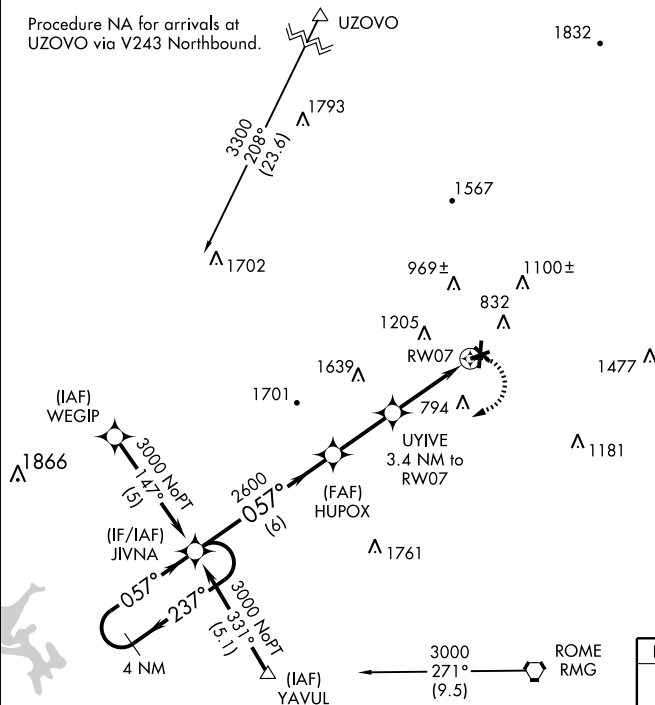 Procedure NA for arrivals at
UZOVO via V243 Northbound.
UZOVO
1832
3300
208°
(23.6)
1793
1567
1702
969±
1100±
832
1205
RW07
1477
1639
794
1701
(IAF)
WEGIP
UYIVE
3.4 NM to
RW07
1181
1866
3000 NoPT
147°
(5)
2600
057°
(6)
(FAF)
HUPOX
(IF/IAF)
JIVNA
1761
057°
237°
3000 NoPT
331°
(5.1)
4 NM
(IAF)
YAVUL
3000
271°
(9.5)
ROME
RMG